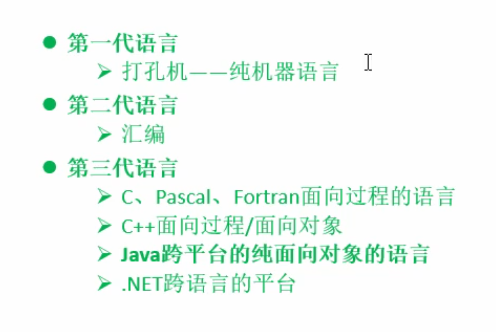 第一代语言
打孔机——纯机器语言
第二代语言
汇编
第三代语言
C、Pascal、Fortran面向过程的语言
C++面向过程/面向对象
Java跨平台的纯面向对象的语言
.NET跨语言的平台